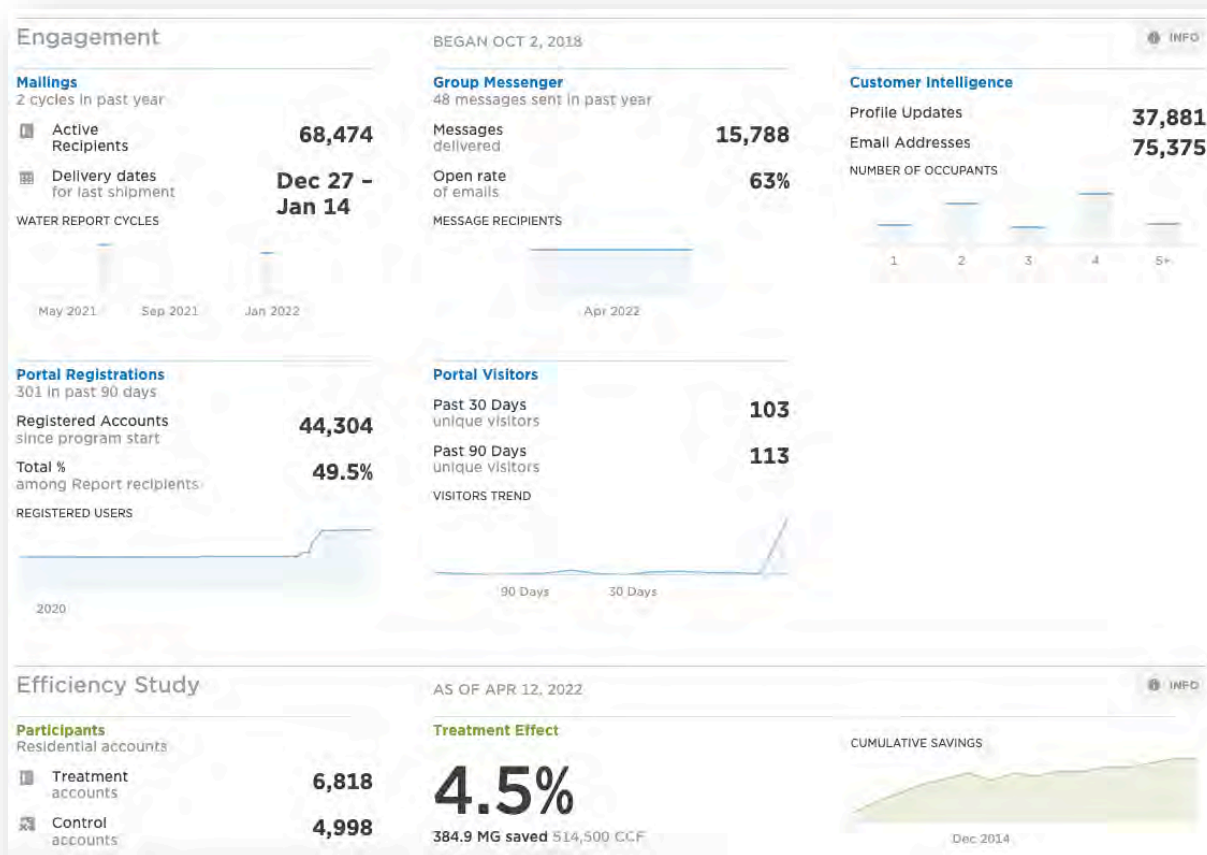 Engagement
BEGAN OCT 2, 2018
INFO
Mailings
2 cycles in past year
Active
Recipients
68,474
Delivery dates
for last shipment
Dec 27 –
Jan 14
WATER REPORT CYCLES
May 2021
Sep 2021
Jan 2022
Group Messenger
48 messages sent in past year
Messages
delivered
15,788
Open rate
of emails
63%
MESSAGE RECIPIENTS
Apr 2022
Customer Intelligence
Profile Updates
37,881
Email Addresses
75,375
NUMBER OF OCCUPANTS
1
2
3
4
5+
Portal Registrations
301 in past 90 days
Registered Accounts
since program start
44,304
Total %
among Report recipients
49.5%
REGISTERED USERS
2020
Portal Visitors
Past 30 Days
unique visitors
103
Past 90 Days
unique visitors
113
VISITORS TREND
90 Days
30 Days
Efficiency Study
AS OF APR 12, 2022
INFO
Participants
Residential accounts
Treatment
accounts
6,818
Control
accounts
4,998
Treatment Effect
4.5%
384.9 MG saved 514,500 CCF
CUMULATIVE SAVINGS
Dec 2014